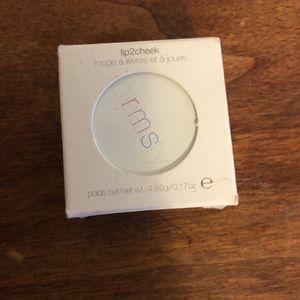 lip2cheek
rouge à lèvres et à joues
rms
poids net/net wt. 4.82g/0.17oz ℮